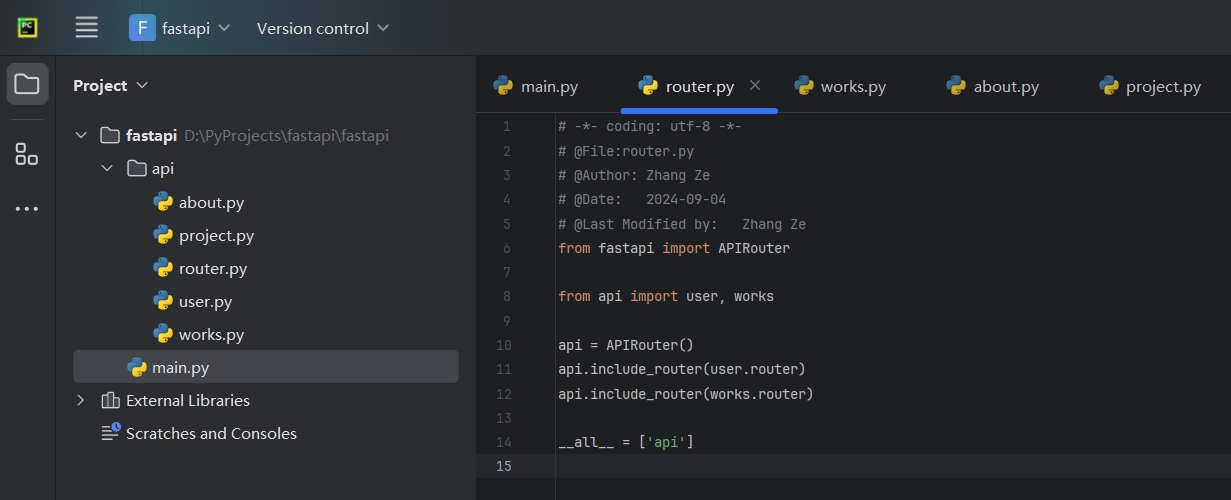 PC
F fastapi Version control
Project
main.py router.py works.py about.py project.py
fastapi D:\PyProjects\fastapi\fastapi
api
about.py
project.py
router.py
user.py
works.py
main.py
External Libraries
Scratches and Consoles
1 # -*- coding: utf-8 -*-
2 # @File:router.py
3 # @Author: Zhang Ze
4 # @Date:   2024-09-04
5 # @Last Modified by:   Zhang Ze
6 from fastapi import APIRouter
7
8 from api import user, works
9
10 api = APIRouter()
11 api.include_router(user.router)
12 api.include_router(works.router)
13
14 __all__ = ['api']
15